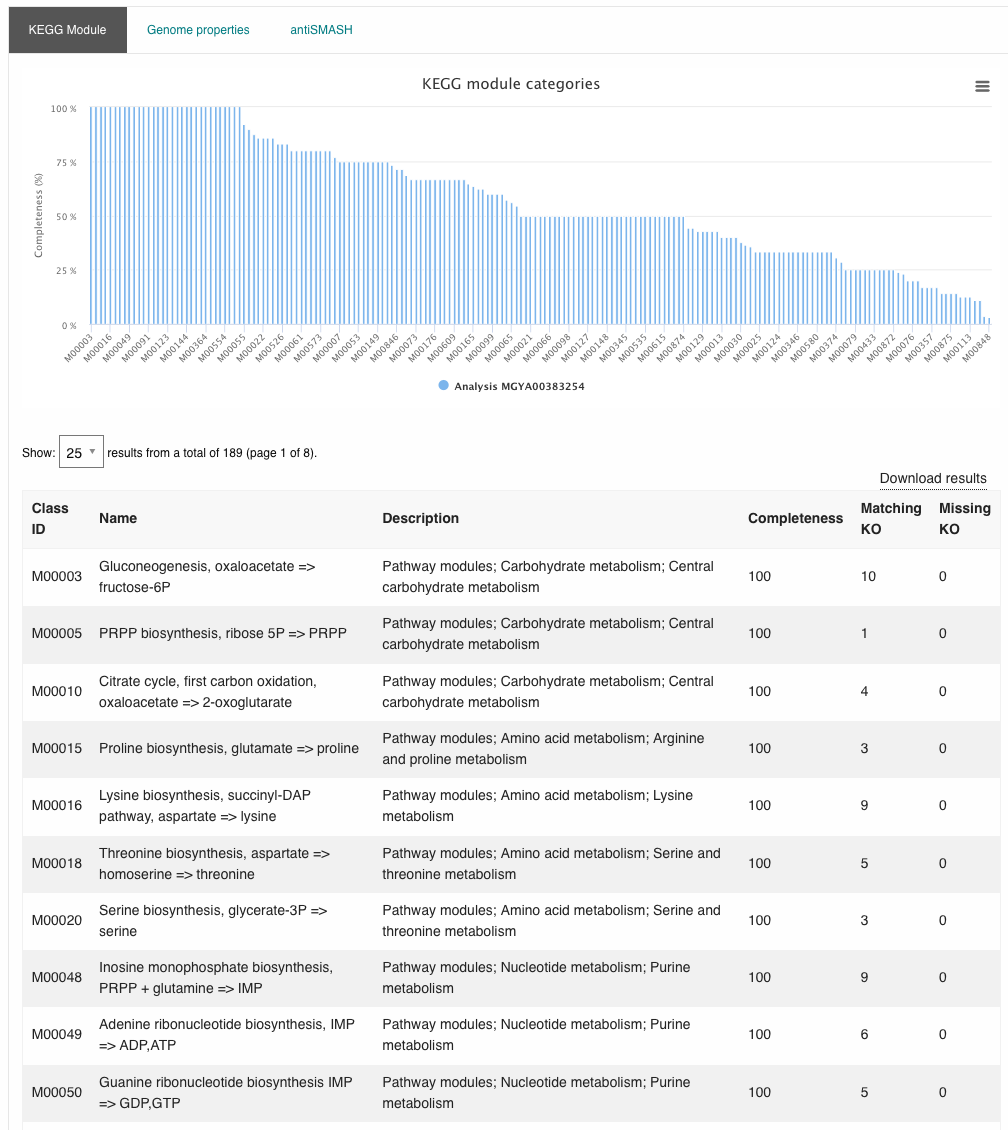 KEGG Module
Genome properties
antiSMASH
KEGG module categories
Completeness (%)
100 %
75 %
50 %
25 %
0 %
M00003
M00016
M00049
M00091
M00123
M00144
M00364
M00554
M00055
M00022
M00526
M00061
M00573
M00007
M00053
M00149
M00846
M00073
M00176
M00609
M00165
M00099
M00065
M00021
M00066
M00098
M00127
M00148
M00345
M00535
M00615
M00874
M00129
M00013
M00030
M00025
M00124
M00346
M00580
M00374
M00079
M00433
M00872
M00076
M00357
M00875
M00113
M00848
Analysis MGYA00383254
Show: 25 results from a total of 189 (page 1 of 8).
Download results
Class ID
Name
Description
Completeness
Matching KO
Missing KO
M00003
Gluconeogenesis, oxaloacetate =>
fructose-6P
Pathway modules; Carbohydrate metabolism; Central
carbohydrate metabolism
100
10
0
M00005
PRPP biosynthesis, ribose 5P => PRPP
Pathway modules; Carbohydrate metabolism; Central
carbohydrate metabolism
100
1
0
M00010
Citrate cycle, first carbon oxidation,
oxaloacetate => 2-oxoglutarate
Pathway modules; Carbohydrate metabolism; Central
carbohydrate metabolism
100
4
0
M00015
Proline biosynthesis, glutamate => proline
Pathway modules; Amino acid metabolism; Arginine
and proline metabolism
100
3
0
M00016
Lysine biosynthesis, succinyl-DAP
pathway, aspartate => lysine
Pathway modules; Amino acid metabolism; Lysine
metabolism
100
9
0
M00018
Threonine biosynthesis, aspartate =>
homoserine => threonine
Pathway modules; Amino acid metabolism; Serine and
threonine metabolism
100
5
0
M00020
Serine biosynthesis, glycerate-3P =>
serine
Pathway modules; Amino acid metabolism; Serine and
threonine metabolism
100
3
0
M00048
Inosine monophosphate biosynthesis,
PRPP + glutamine => IMP
Pathway modules; Nucleotide metabolism; Purine
metabolism
100
9
0
M00049
Adenine ribonucleotide biosynthesis, IMP
=> ADP,ATP
Pathway modules; Nucleotide metabolism; Purine
metabolism
100
6
0
M00050
Guanine ribonucleotide biosynthesis IMP
=> GDP,GTP
Pathway modules; Nucleotide metabolism; Purine
metabolism
100
5
0